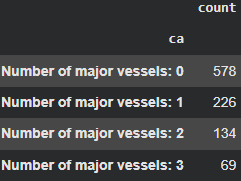 count
ca
Number of major vessels: 0 578
Number of major vessels: 1 226
Number of major vessels: 2 134
Number of major vessels: 3 69